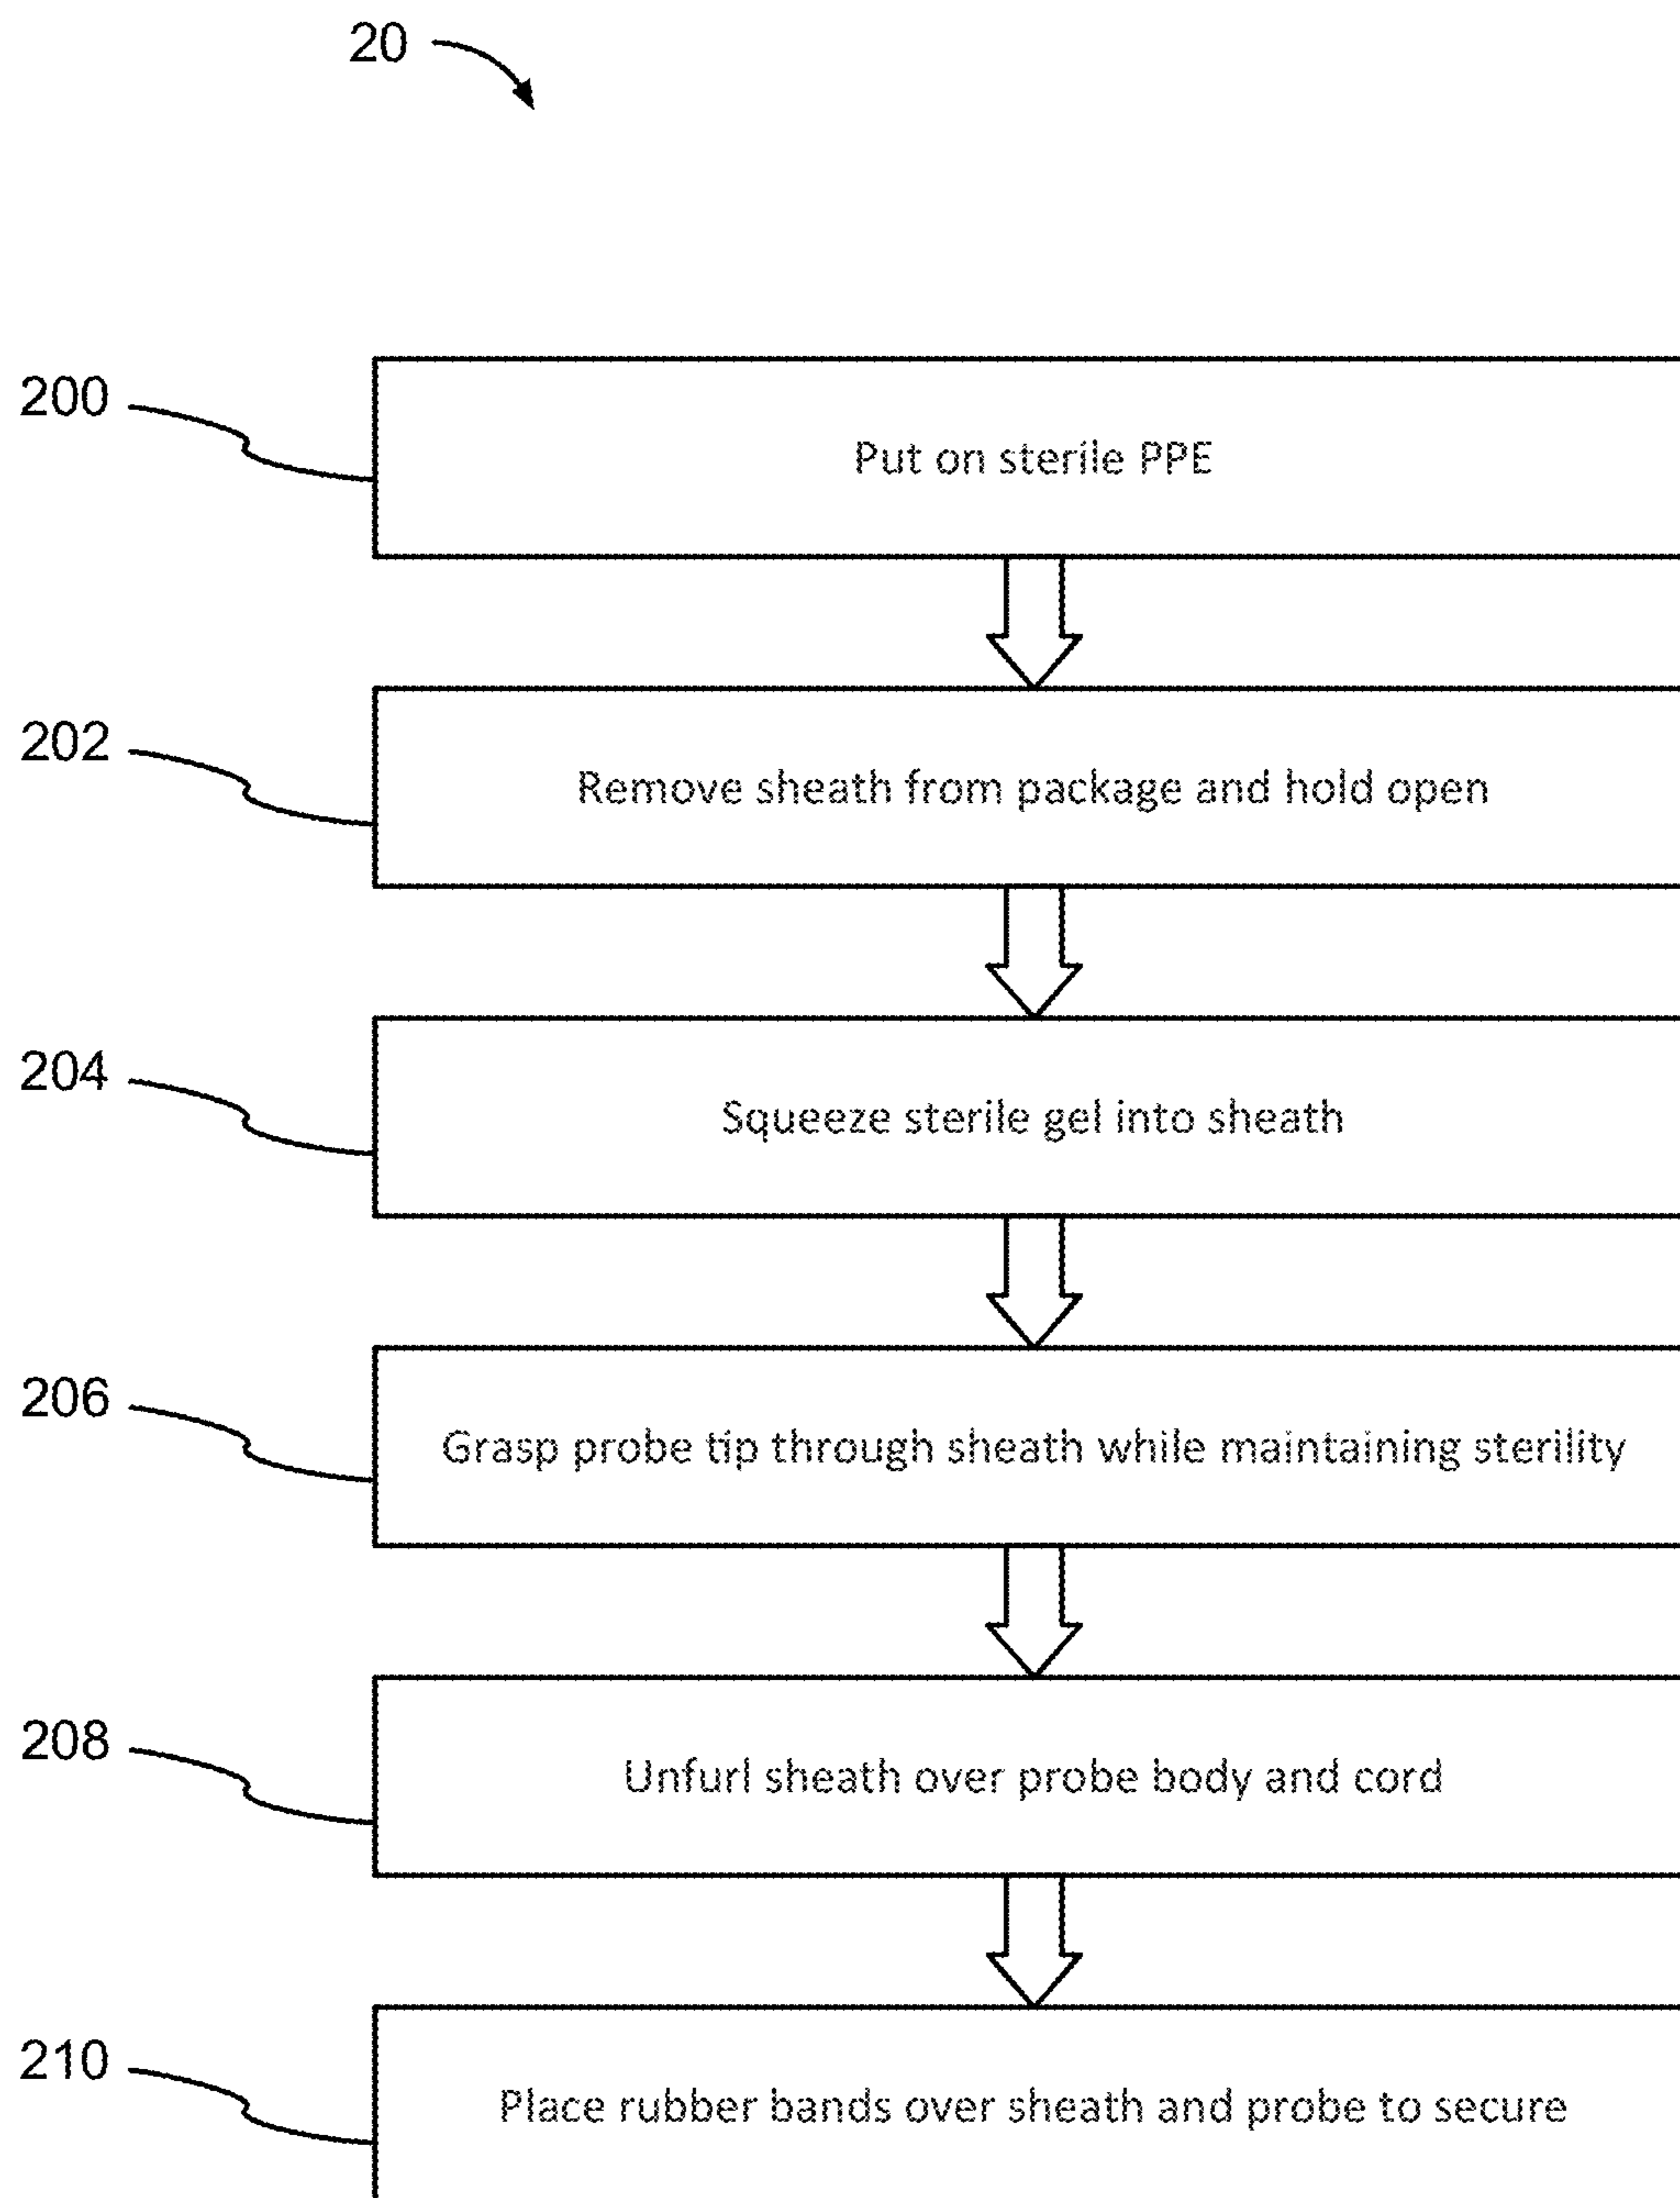 20
200
Put on sterile PPE
202
Remove sheath from package and hold open
204
Squeeze sterile gel into sheath
206
Grasp probe tip through sheath while maintaining sterility
208
Unfurl sheath over probe body and cord
210
Place rubber bands over sheath and probe to secure